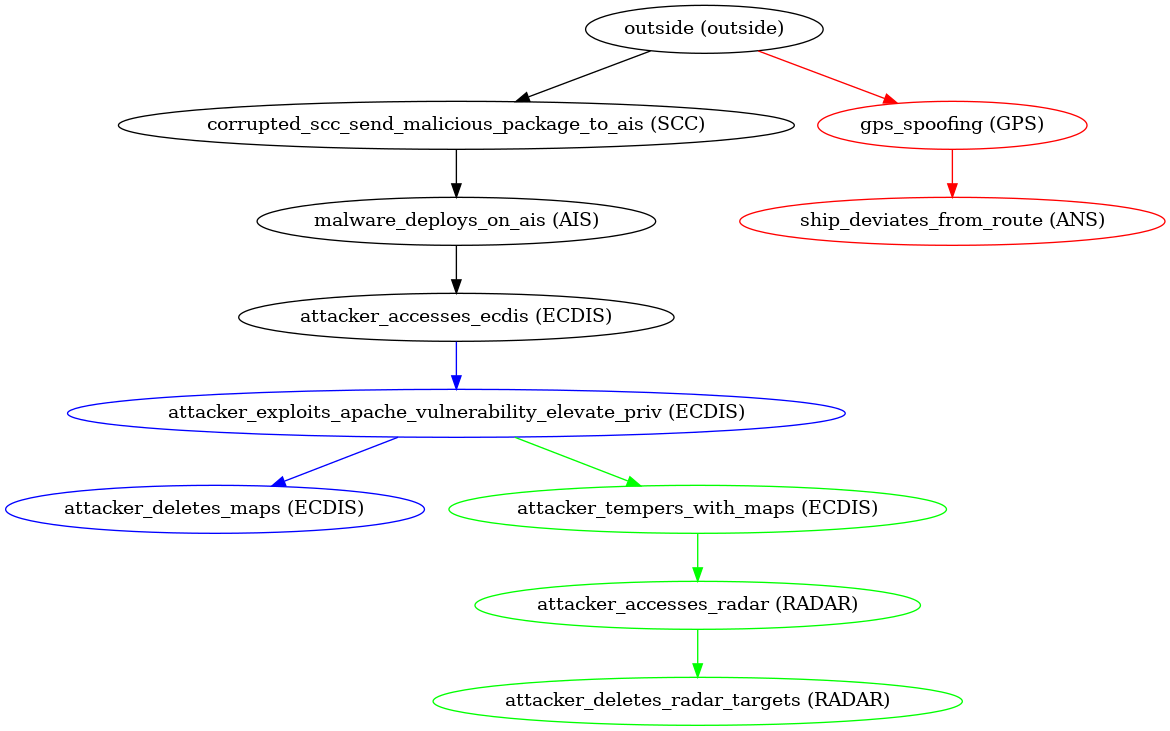 outside (outside)
corrupted_scc_send_malicious_package_to_ais (SCC)
gps_spoofing (GPS)
malware_deploys_on_ais (AIS)
ship_deviates_from_route (ANS)
attacker_accesses_ecdis (ECDIS)
attacker_exploits_apache_vulnerability_elevate_priv (ECDIS)
attacker_deletes_maps (ECDIS)
attacker_tempers_with_maps (ECDIS)
attacker_accesses_radar (RADAR)
attacker_deletes_radar_targets (RADAR)